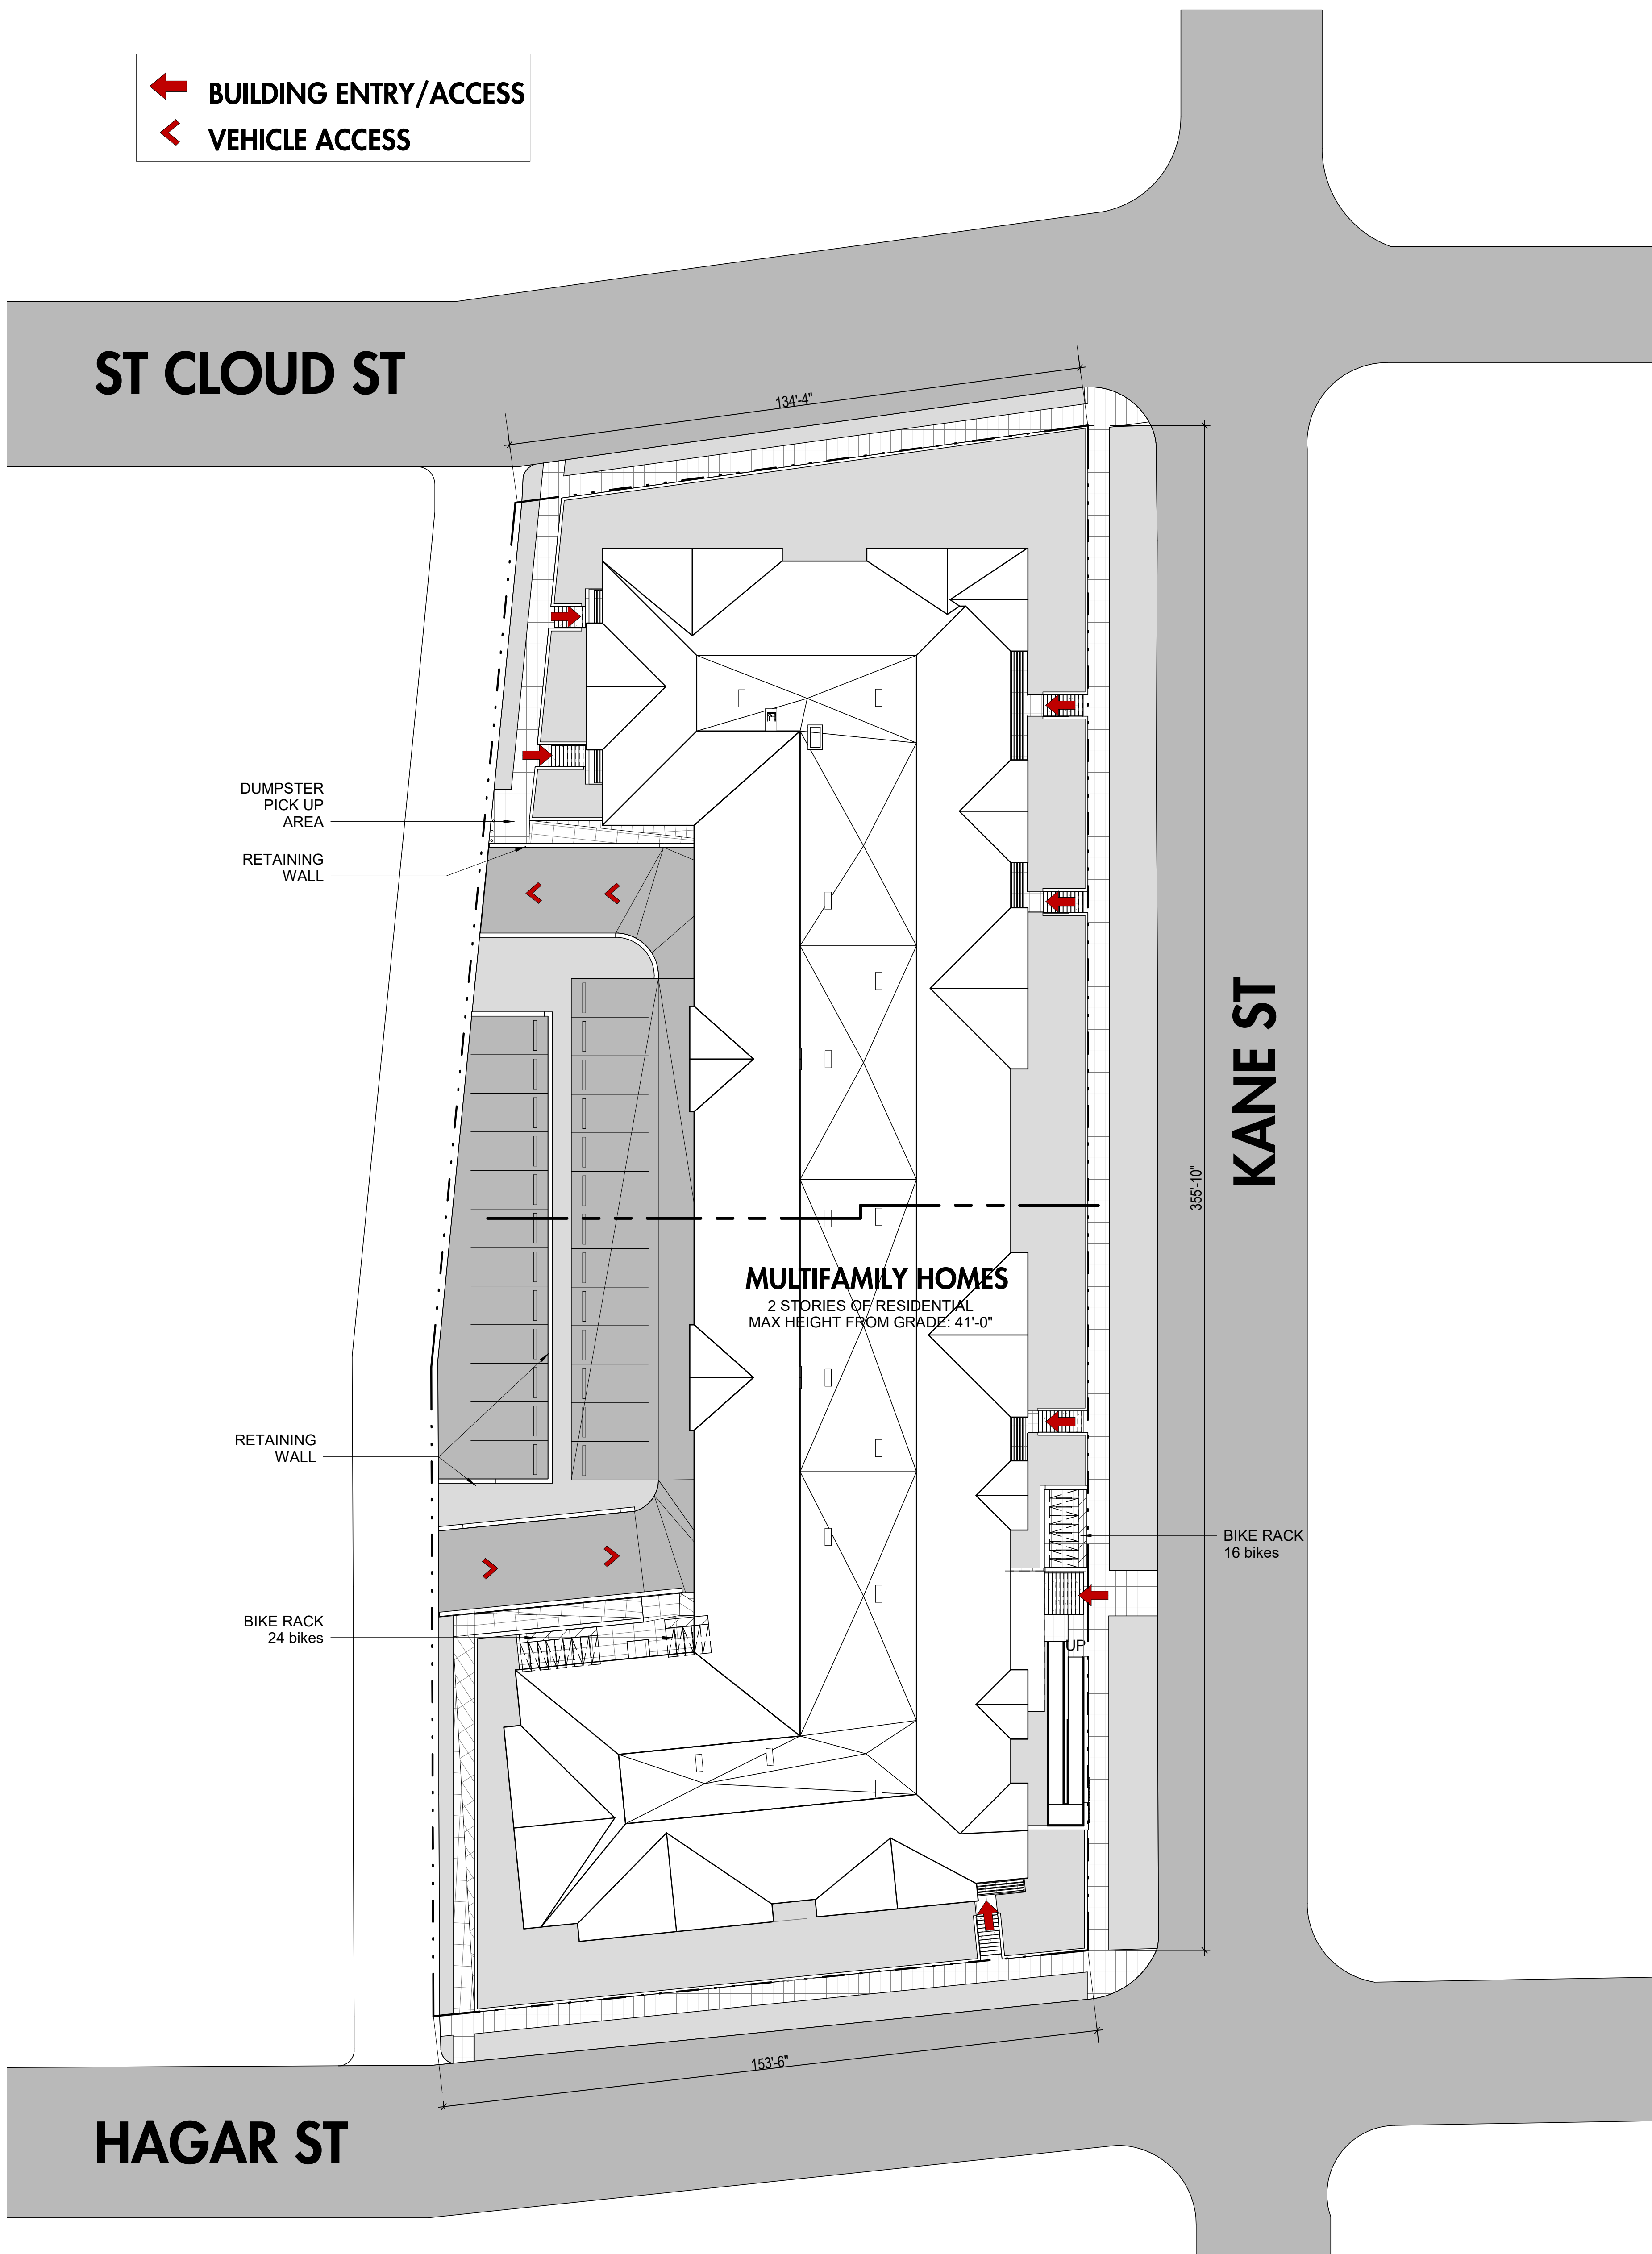 BUILDING ENTRY/ACCESS
VEHICLE ACCESS
ST CLOUD ST
134'-4"
DUMPSTER
PICK UP
AREA
RETAINING
WALL
KANE ST
355'-10"
MULTIFAMILY HOMES
2 STORIES OF RESIDENTIAL
MAX HEIGHT FROM GRADE: 41'-0"
RETAINING
WALL
BIKE RACK
16 bikes
BIKE RACK
24 bikes
UP
153'-6"
HAGAR ST